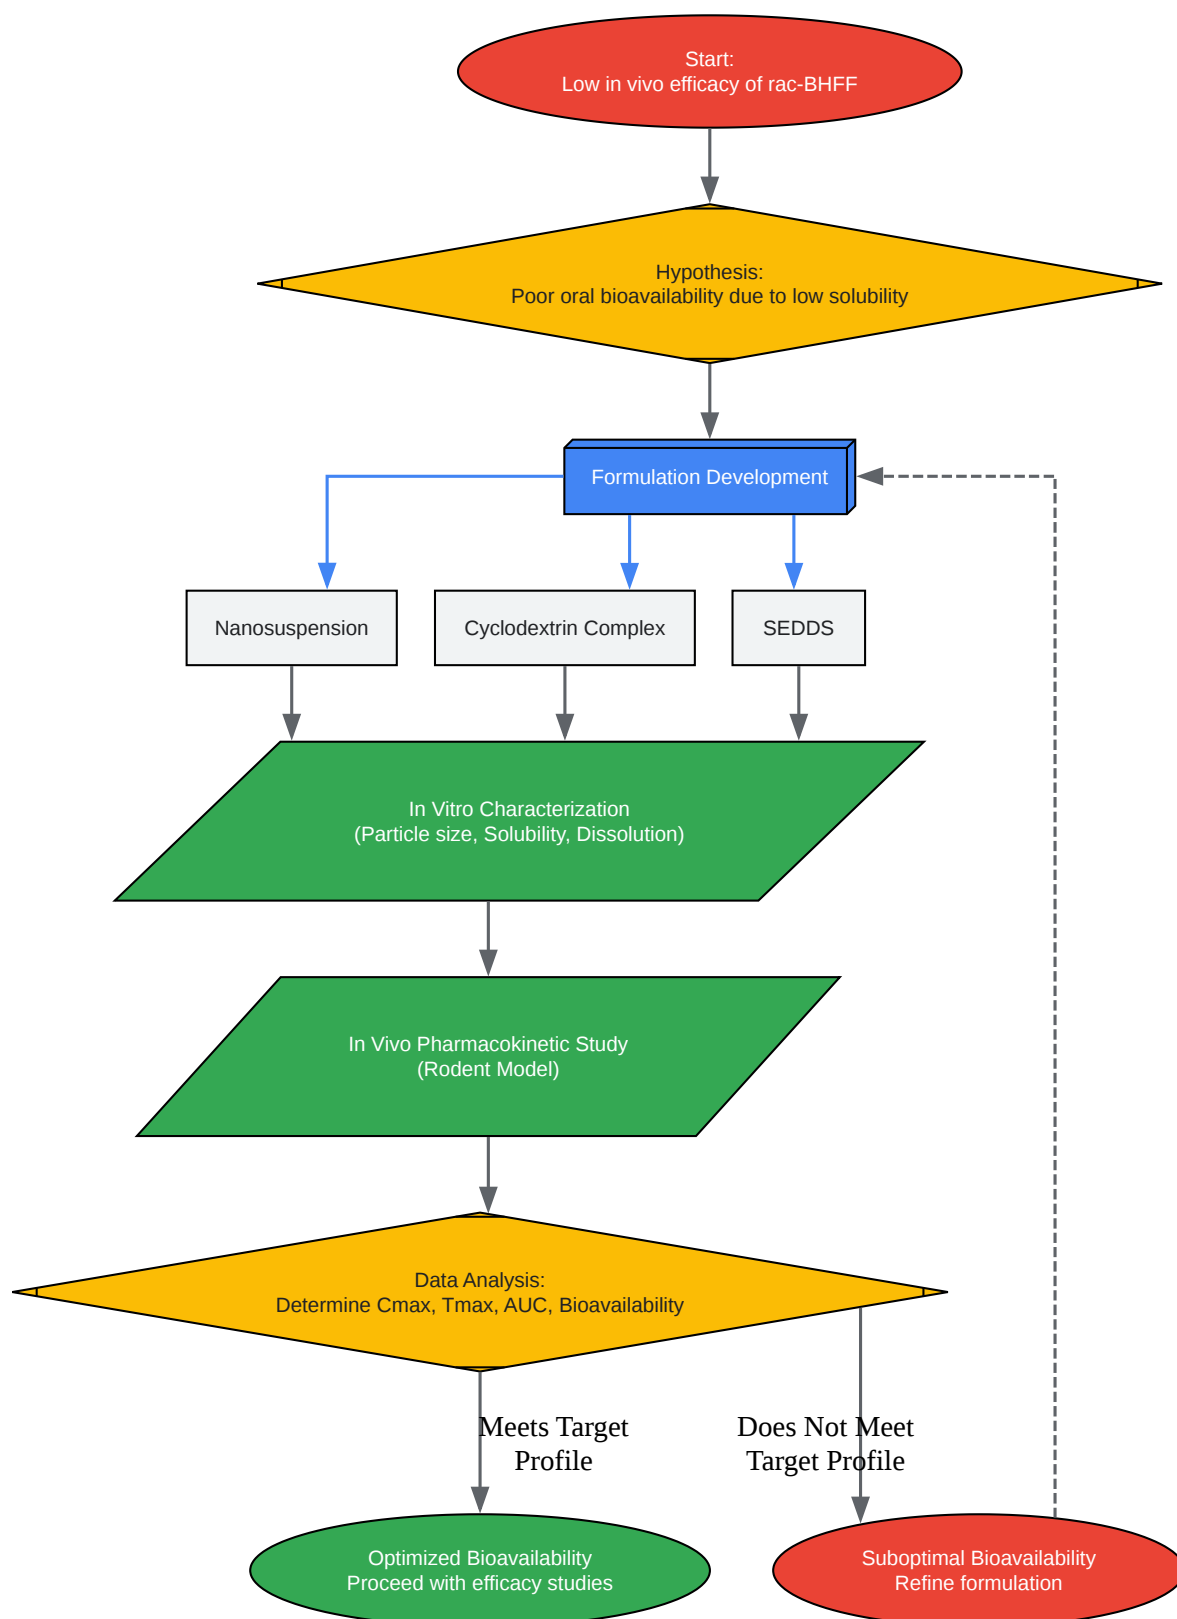 Start:
Low in vivo efficacy of rac-BHFF
Hypothesis:
Poor oral bioavailability due to low solubility
Formulation Development
Nanosuspension
Cyclodextrin Complex
SEDDS
In Vitro Characterization
(Particle size, Solubility, Dissolution)
In Vivo Pharmacokinetic Study
(Rodent Model)
Data Analysis:
Determine Cmax, Tmax, AUC, Bioavailability
Meets Target
Profile
Does Not Meet
Target Profile
Optimized Bioavailability
Proceed with efficacy studies
Suboptimal Bioavailability
Refine formulation